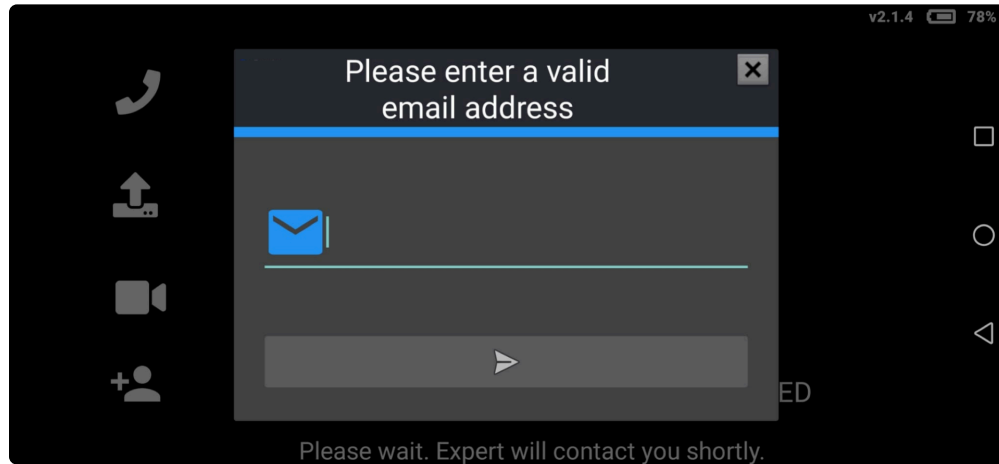 v2.1.4 78%
Please enter a valid
email address
ED
Please wait. Expert will contact you shortly.